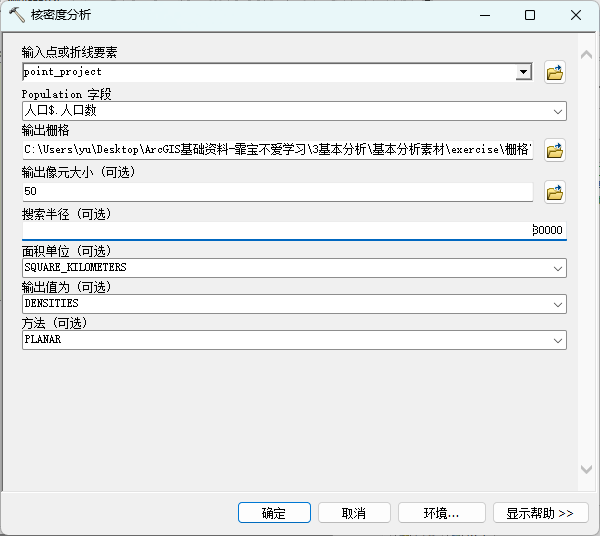 核密度分析
输入点或折线要素
point_project
Population 字段
人口$.人口数
输出栅格
C:\Users\yu\Desktop\ArcGIS基础资料-霏宝不爱学习\3基本分析\基本分析素材\exercise\栅格
输出像元大小 (可选)
50
搜索半径 (可选)
30000
面积单位 (可选)
SQUARE_KILOMETERS
输出值为 (可选)
DENSITIES
方法 (可选)
PLANAR
确定 取消 环境... 显示帮助 >>